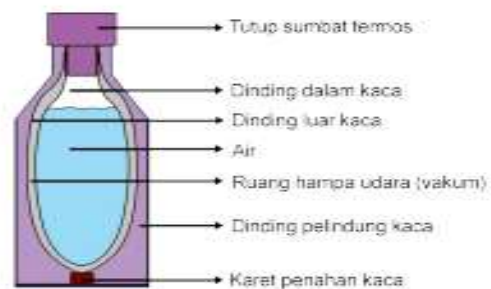 Tutup sumbat termos
Dinding dalam kaca
Dinding luar kaca
Air
Ruang hampa udara (vakum)
Dinding pelindung kaca
Karet penahan kaca